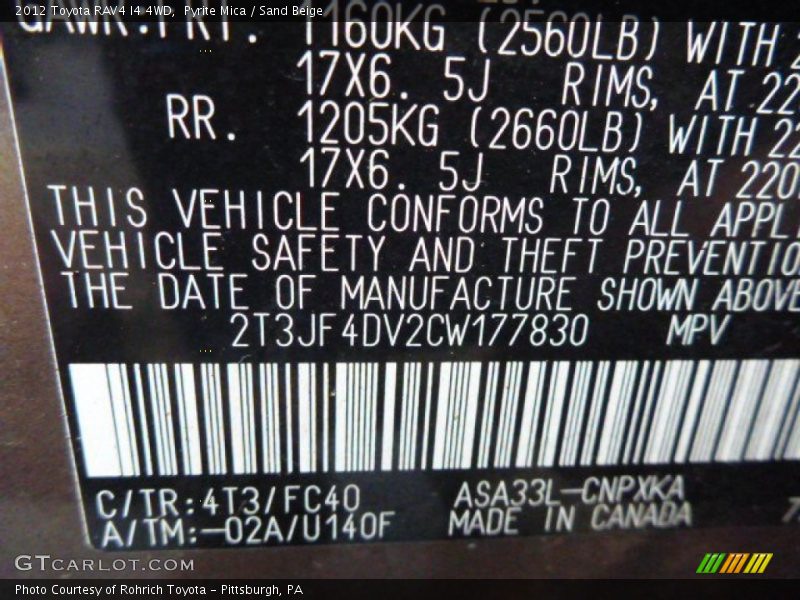 2012 Toyota RAV4 I4 4WD,  Pyrite Mica / Sand Beige
GAWR:FRT. 1160KG (2560LB) WITH
17X6. 5J RIMS, AT 22
RR. 1205KG (2660LB) WITH 22
17X6. 5J RIMS, AT 220
THIS VEHICLE CONFORMS TO ALL APPL
VEHICLE SAFETY AND THEFT PREVENTIO
THE DATE OF MANUFACTURE SHOWN ABOVE
2T3JF4DV2CW177830 MPV
C/TR:4T3/FC40 ASA33L-CNPXKA
A/TM:-02A/U140F MADE IN CANADA
GTCARLOT.COM
Photo Courtesy of Rohrich Toyota - Pittsburgh, PA